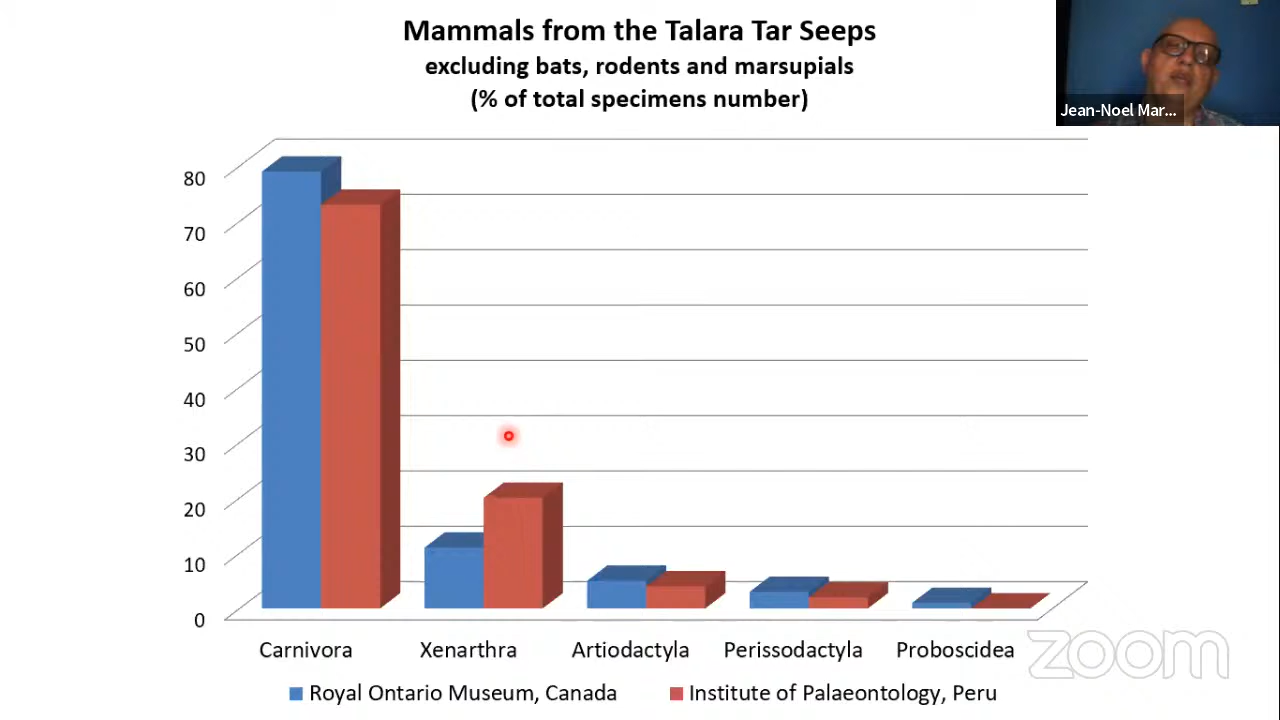 Mammals from the Talara Tar Seeps
excluding bats, rodents and marsupials
(% of total specimens number)
Jean-Noel Mar...
80
70
60
50
40
30
20
10
0
Carnivora Xenarthra Artiodactyla Perissodactyla Proboscidea
Royal Ontario Museum, Canada Institute of Palaeontology, Peru
zoom